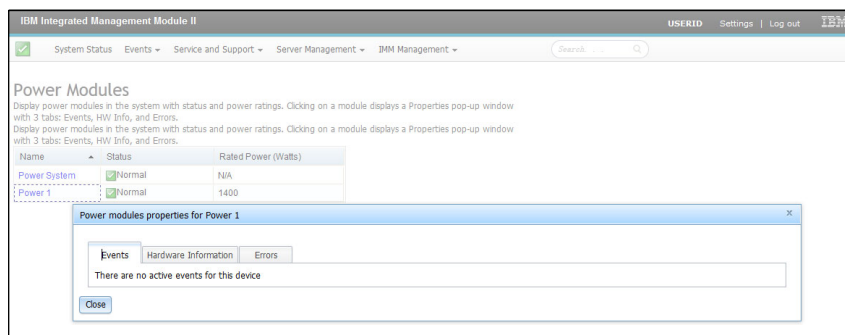 IBM Integrated Management Module II
USERID Settings | Log out IBM
System Status Events Service and Support Server Management IMM Management Search...
Power Modules
Display power modules in the system with status and power ratings. Clicking on a module displays a Properties pop-up window
with 3 tabs: Events, HW Info, and Errors.
Display power modules in the system with status and power ratings. Clicking on a module displays a Properties pop-up window
with 3 tabs: Events, HW Info, and Errors.
Name Status Rated Power (Watts)
Power System Normal N/A
Power 1 Normal 1400
Power modules properties for Power 1 x
Events Hardware Information Errors
There are no active events for this device
Close